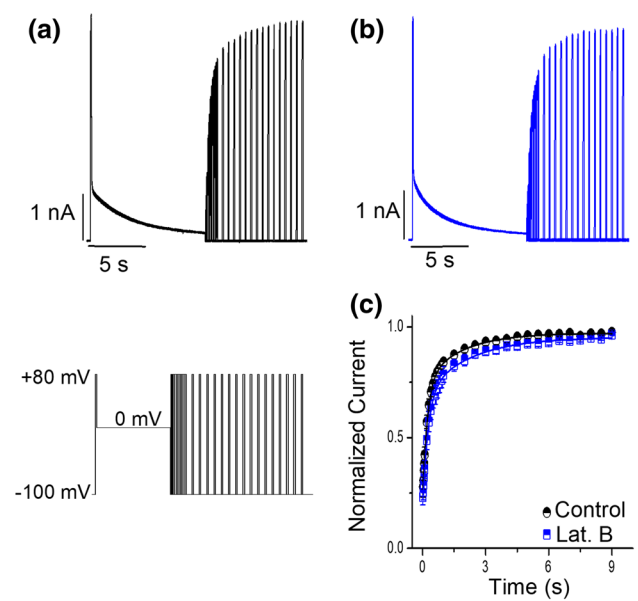 (a)
1 nA
5 s
(b)
1 nA
5 s
+80 mV
0 mV
-100 mV
(c)
Normalized Current
1.0
0.5
0.0
Control
Lat. B
0
3
6
9
Time (s)